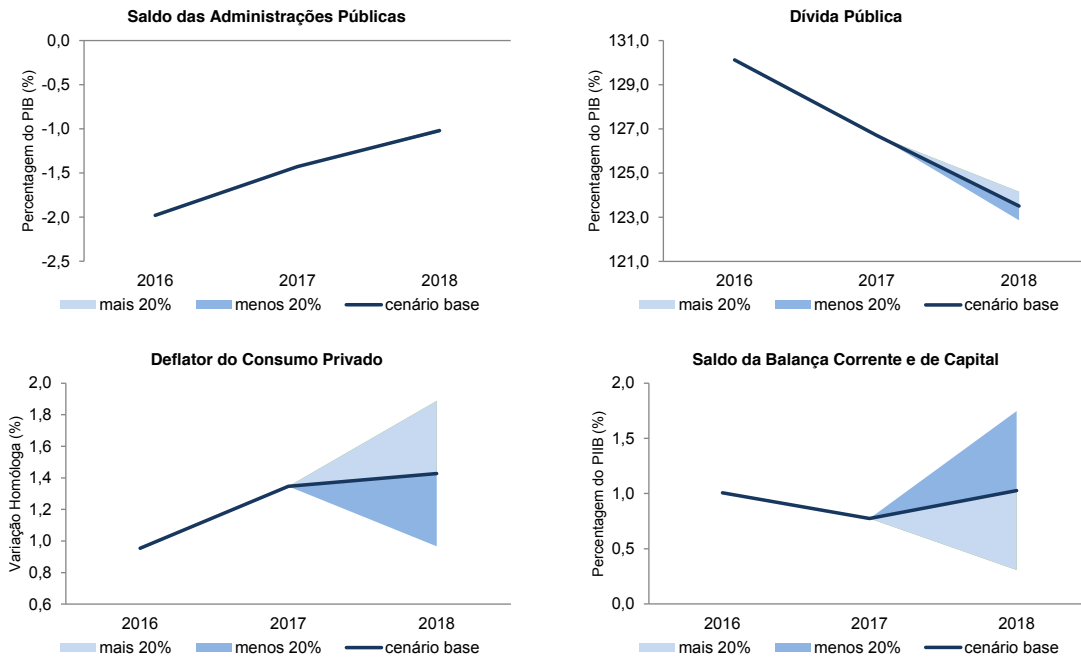 Saldo das Administrações Públicas
Percentagem do PIB (%)
0,0
-0,5
-1,0
-1,5
-2,0
-2,5
2016 2017 2018
mais 20% menos 20% cenário base
Dívida Pública
Percentagem do PIB (%)
131,0
129,0
127,0
125,0
123,0
121,0
2016 2017 2018
mais 20% menos 20% cenário base
Deflator do Consumo Privado
Variação Homóloga (%)
2,0
1,8
1,6
1,4
1,2
1,0
0,8
0,6
2016 2017 2018
mais 20% menos 20% cenário base
Saldo da Balança Corrente e de Capital
Percentagem do PIIB (%)
2,0
1,5
1,0
0,5
0,0
2016 2017 2018
mais 20% menos 20% cenário base